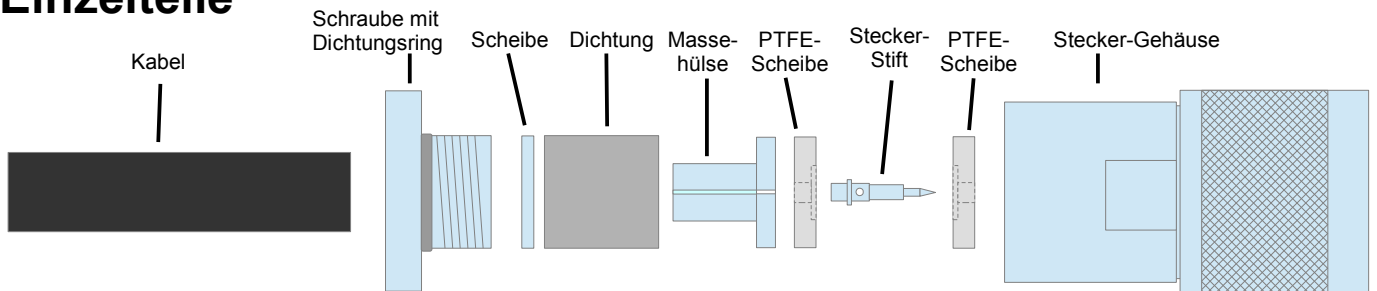 Einzelteile
Kabel
Schraube mit
Dichtungsring
Scheibe
Dichtung
Masse-
hülse
PTFE-
Scheibe
Stecker-
Stift
PTFE-
Scheibe
Stecker-Gehäuse